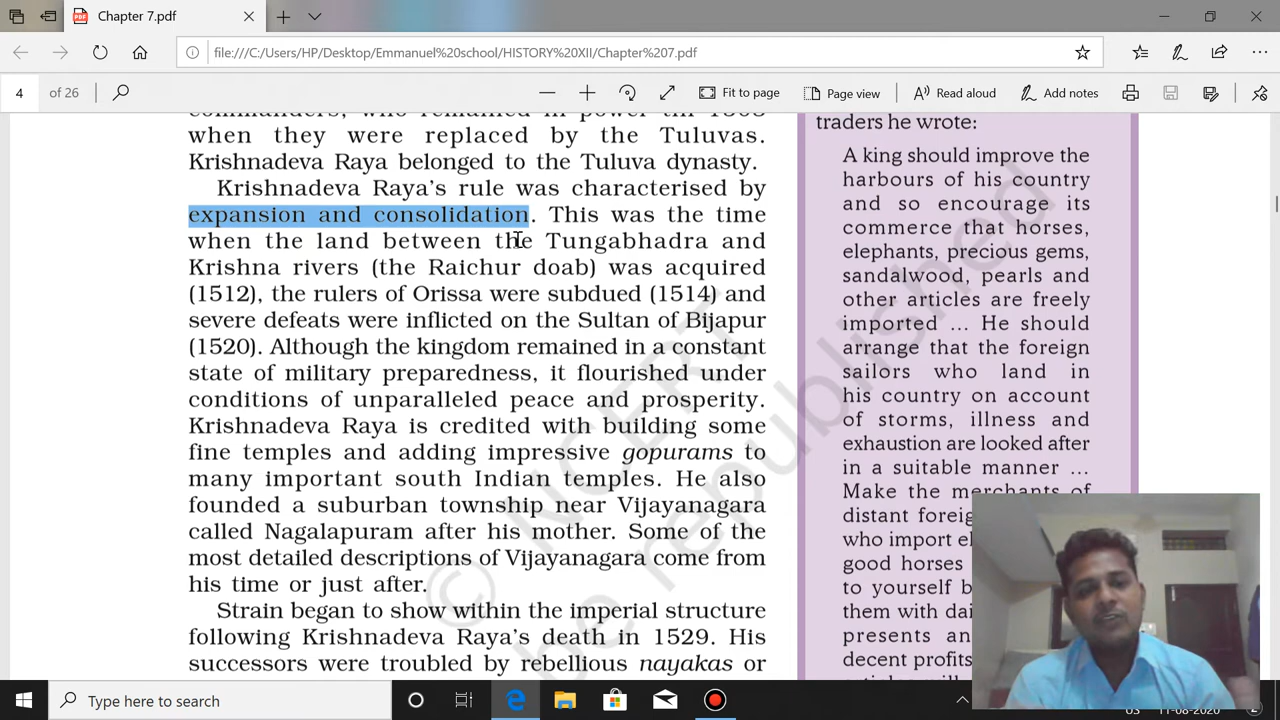 Chapter 7.pdf
file:///C:/Users/HP/Desktop/Emmanuel%20school/HISTORY%20XII/Chapter%207.pdf
4 of 26
Fit to page
Page view
Read aloud
Add notes
when they were replaced by the Tuluvas.
Krishnadeva Raya belonged to the Tuluva dynasty.
Krishnadeva Raya's rule was characterised by
expansion and consolidation. This was the time
when the land between the Tungabhadra and
Krishna rivers (the Raichur doab) was acquired
(1512), the rulers of Orissa were subdued (1514) and
severe defeats were inflicted on the Sultan of Bijapur
(1520). Although the kingdom remained in a constant
state of military preparedness, it flourished under
conditions of unparalleled peace and prosperity.
Krishnadeva Raya is credited with building some
fine temples and adding impressive gopurams to
many important south Indian temples. He also
founded a suburban township near Vijayanagara
called Nagalapuram after his mother. Some of the
most detailed descriptions of Vijayanagara come from
his time or just after.
Strain began to show within the imperial structure
following Krishnadeva Raya's death in 1529. His
successors were troubled by rebellious nayakas or
traders he wrote:
A king should improve the
harbours of his country
and so encourage its
commerce that horses,
elephants, precious gems,
sandalwood, pearls and
other articles are freely
imported ... He should
arrange that the foreign
sailors who land in
his country on account
of storms, illness and
exhaustion are looked after
in a suitable manner ...
Make the merchants of
distant
who import
good horses
to yourself
them with
presents
decent profits
© NCERT
be republished
Type here to search
11-08-2020